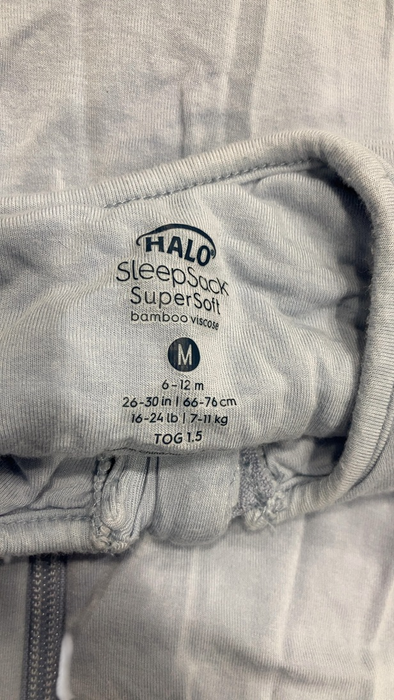 HALO®
SleepSack
SuperSoft
bamboo viscose
M
6-12 m
26-30 in | 66-76 cm
16-24 lb | 7-11 kg
TOG 1.5